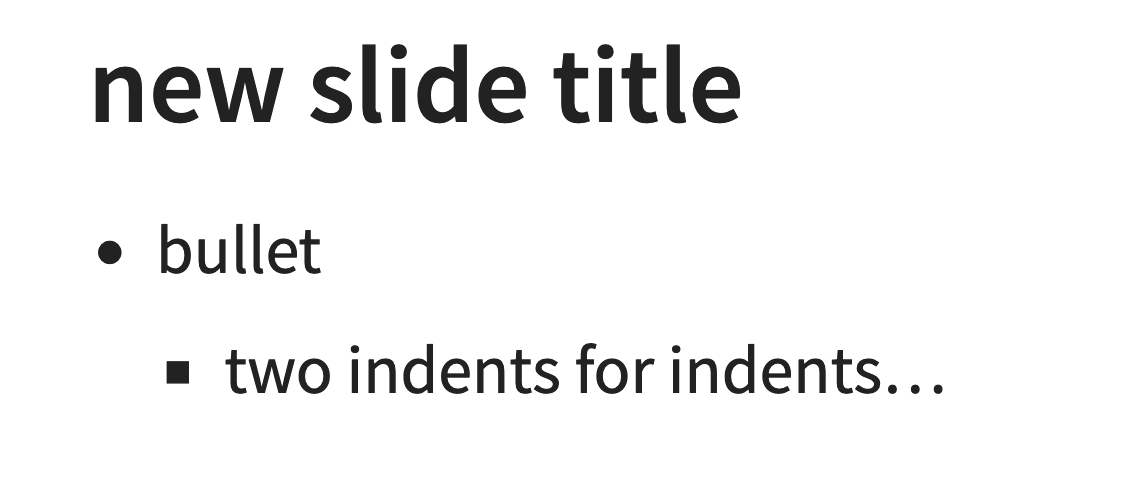 new slide title
• bullet
▪ two indents for indents…